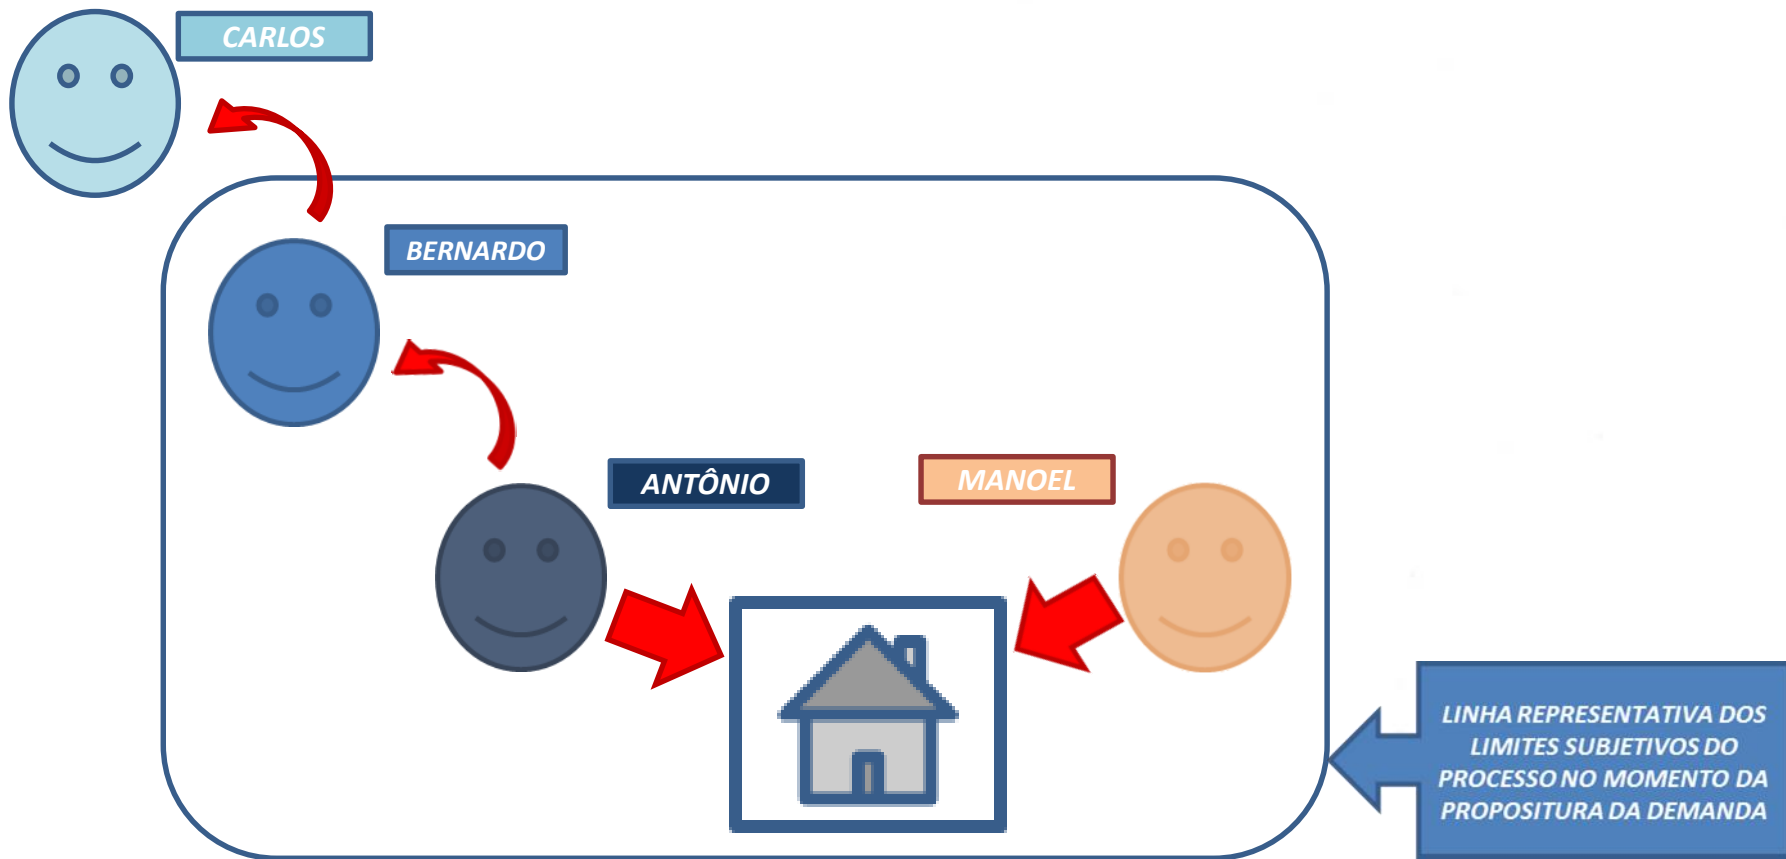 CARLOS
BERNARDO
ANTÔNIO
MANOEL
LINHA REPRESENTATIVA DOS
LIMITES SUBJETIVOS DO
PROCESSO NO MOMENTO DA
PROPOSITURA DA DEMANDA